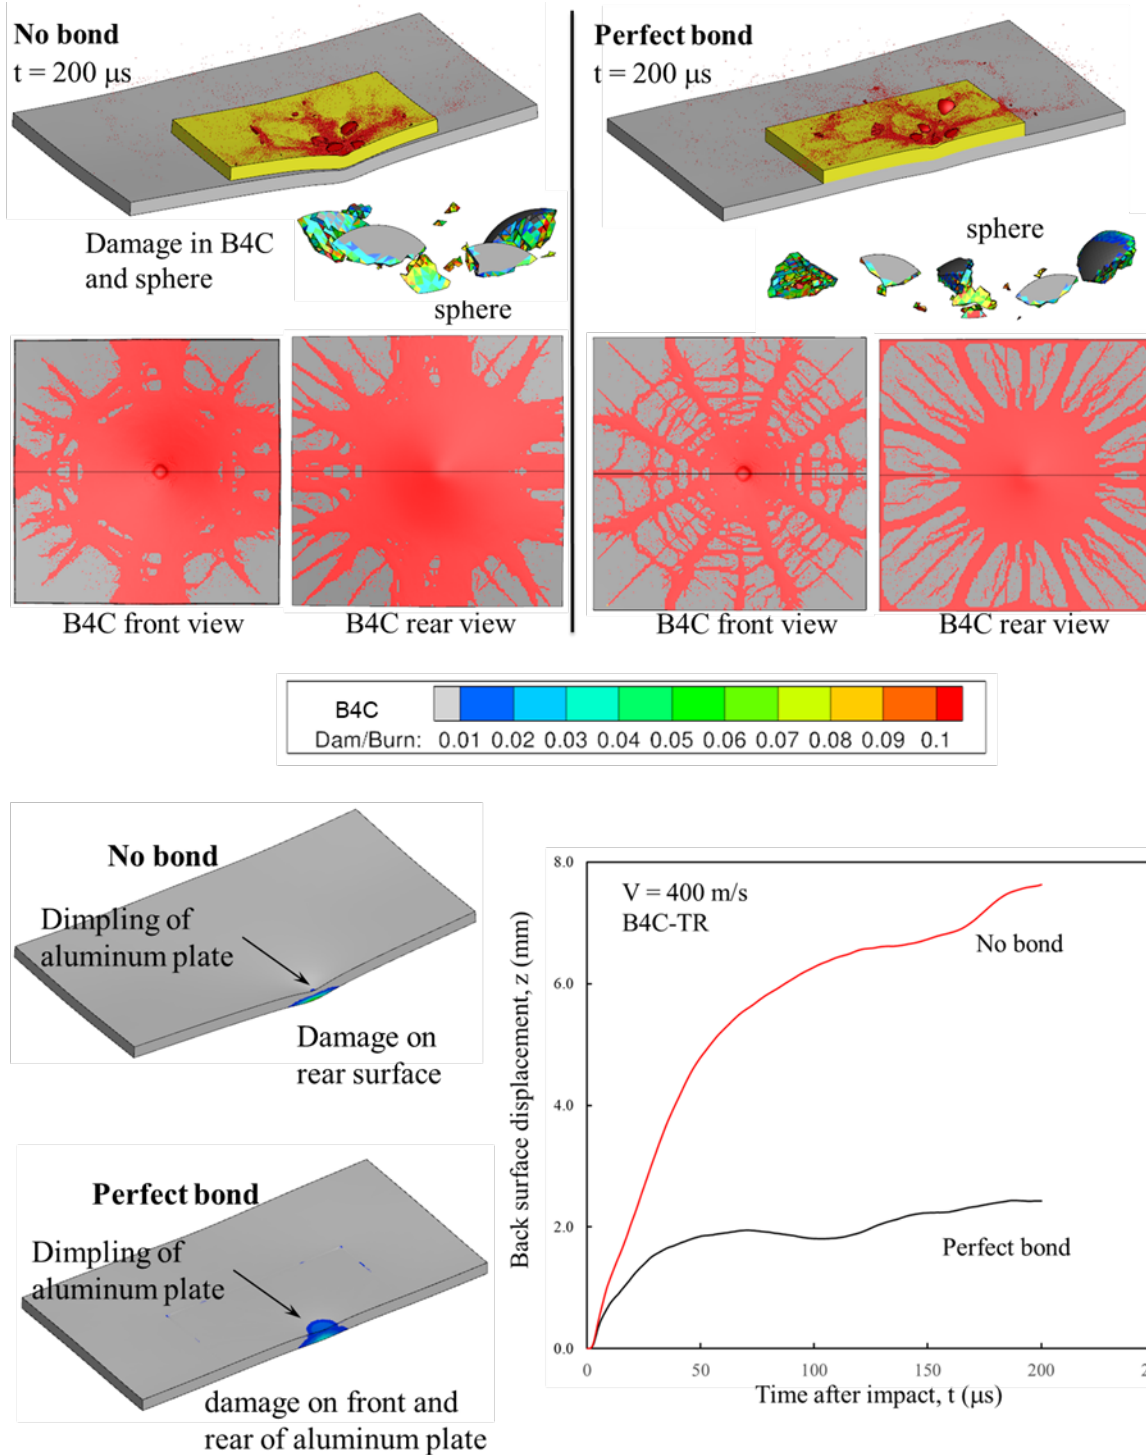 No bond
t = 200 μs
Damage in B4C
and sphere
sphere
B4C front view
B4C rear view
Perfect bond
t = 200 μs
sphere
B4C front view
B4C rear view
B4C
Dam/Burn: 0.01 0.02 0.03 0.04 0.05 0.06 0.07 0.08 0.09 0.1
No bond
Dimpling of
aluminum plate
Damage on
rear surface
Perfect bond
Dimpling of
aluminum plate
damage on front and
rear of aluminum plate
Back surface displacement, z (mm)
8.0
6.0
4.0
2.0
0.0
V = 400 m/s
B4C-TR
No bond
Perfect bond
0 50 100 150 200 2
Time after impact, t (μs)